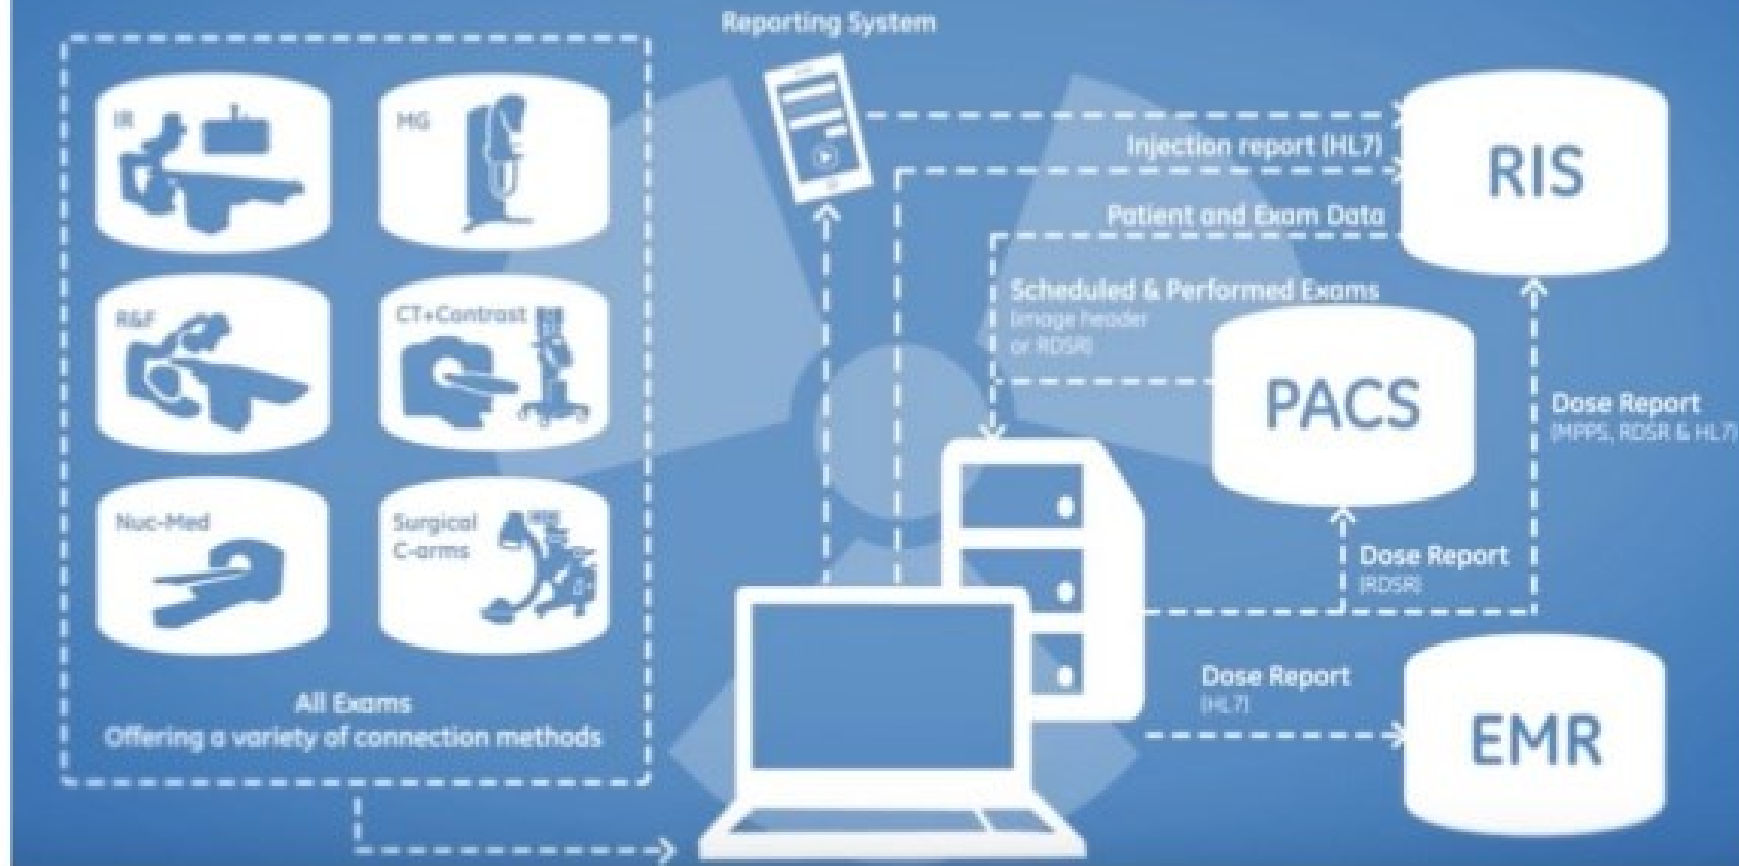 Reporting System
IR
MG
R&F
CT+Contrast
Nuc-Med
Surgical
C-arms
All Exams
Offering a variety of connection methods
Injection report (HL7)
Patient and Exam Data
Scheduled & Performed Exams
(image header
or RDSR)
RIS
PACS
Dose Report
(MPPS, RDSR & HL7)
Dose Report
(RDSR)
Dose Report
(HL7)
EMR